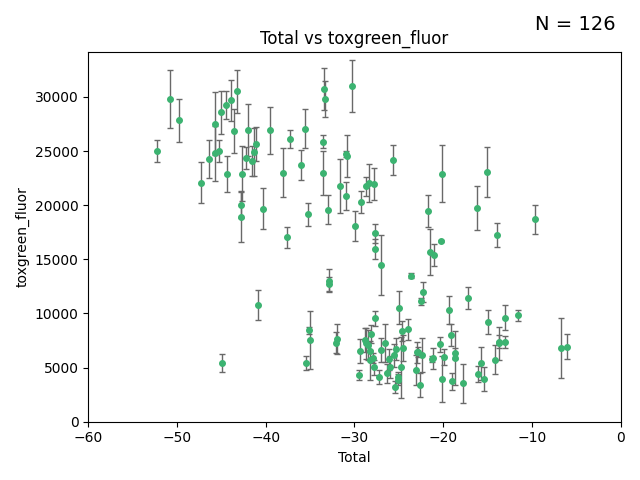 N = 126
Total vs toxgreen_fluor
toxgreen_fluor
30000
25000
20000
15000
10000
5000
0
−60 −50 −40 −30 −20 −10 0
Total